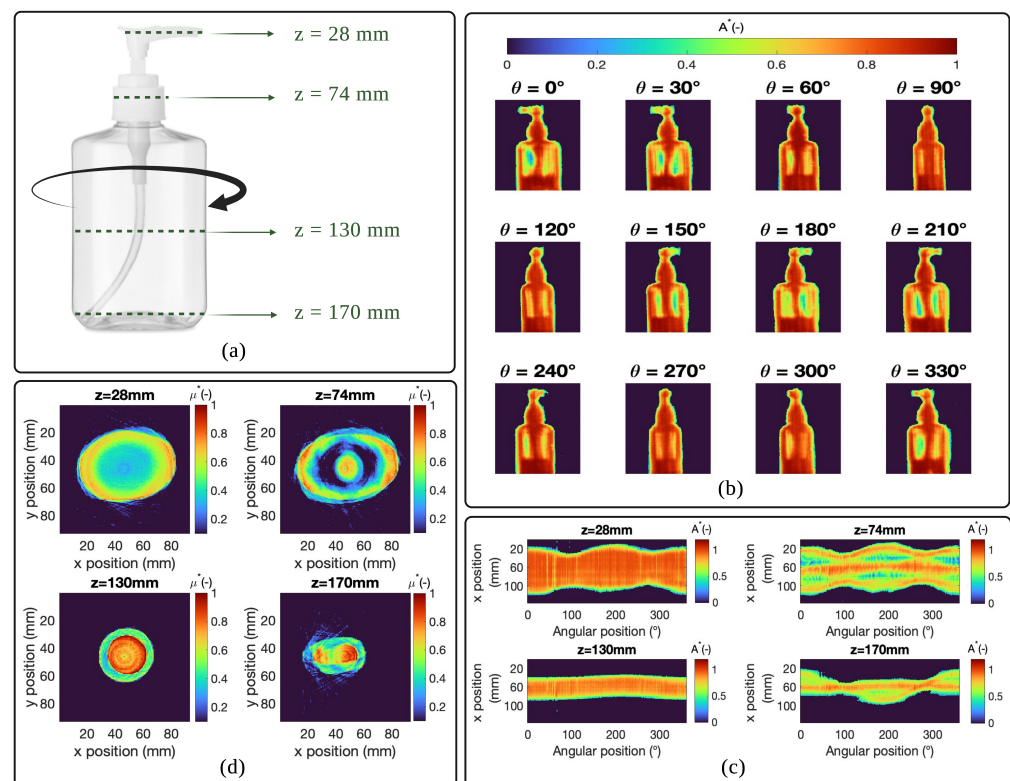 z = 28 mm
z = 74 mm
z = 130 mm
z = 170 mm
(a)
A*(-)
0 0.2 0.4 0.6 0.8 1
θ = 0° θ = 30° θ = 60° θ = 90°
θ = 120° θ = 150° θ = 180° θ = 210°
θ = 240° θ = 270° θ = 300° θ = 330°
(b)
z=28mm μ*(-) z=74mm μ*(-)
y position (mm)
20
40
60
80
20 40 60 80
x position (mm)
1
0.8
0.6
0.4
0.2
y position (mm)
20
40
60
80
20 40 60 80
x position (mm)
1
0.8
0.6
0.4
0.2
z=130mm μ*(-) z=170mm μ*(-)
y position (mm)
20
40
60
80
20 40 60 80
x position (mm)
1
0.8
0.6
0.4
0.2
y position (mm)
20
40
60
80
20 40 60 80
x position (mm)
1
0.8
0.6
0.4
0.2
(d)
z=28mm A*(-) z=74mm A*(-)
x position
(mm)
20
60
100
0 100 200 300
Angular position (°)
1
0.5
0
x position
(mm)
20
60
100
0 100 200 300
Angular position (°)
1
0.5
0
z=130mm A*(-) z=170mm A*(-)
x position
(mm)
20
60
100
0 100 200 300
Angular position (°)
1
0.5
0
x position
(mm)
20
60
100
0 100 200 300
Angular position (°)
1
0.5
0
(c)